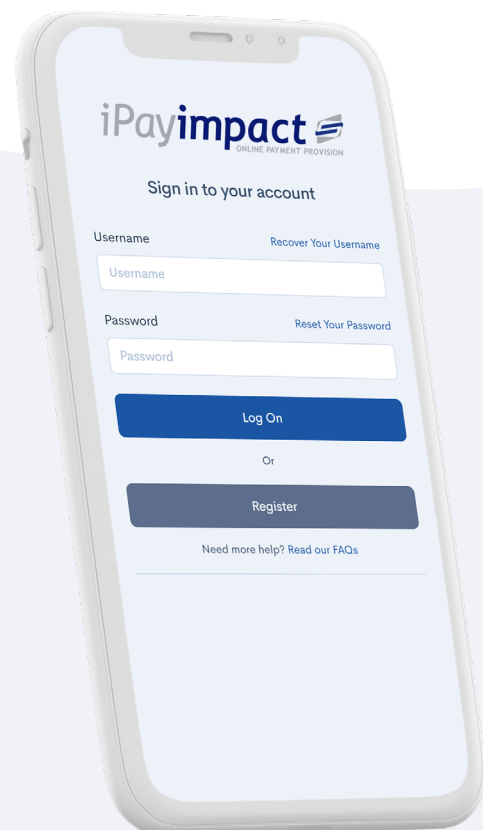 iPayimpact
ONLINE PAYMENT PROVISION
Sign in to your account
Username Recover Your Username
Username
Password Reset Your Password
Password
Log On
Or
Register
Need more help? Read our FAQs